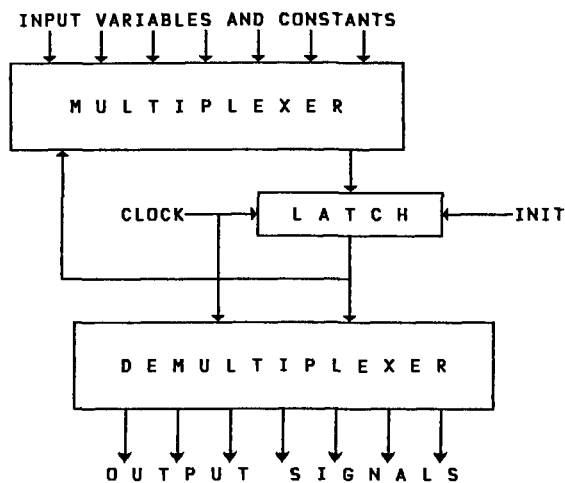 INPUT VARIABLES AND CONSTANTS
MULTIPLEXER
CLOCK
LATCH
INIT
DEMULTIPLEXER
OUTPUT SIGNALS